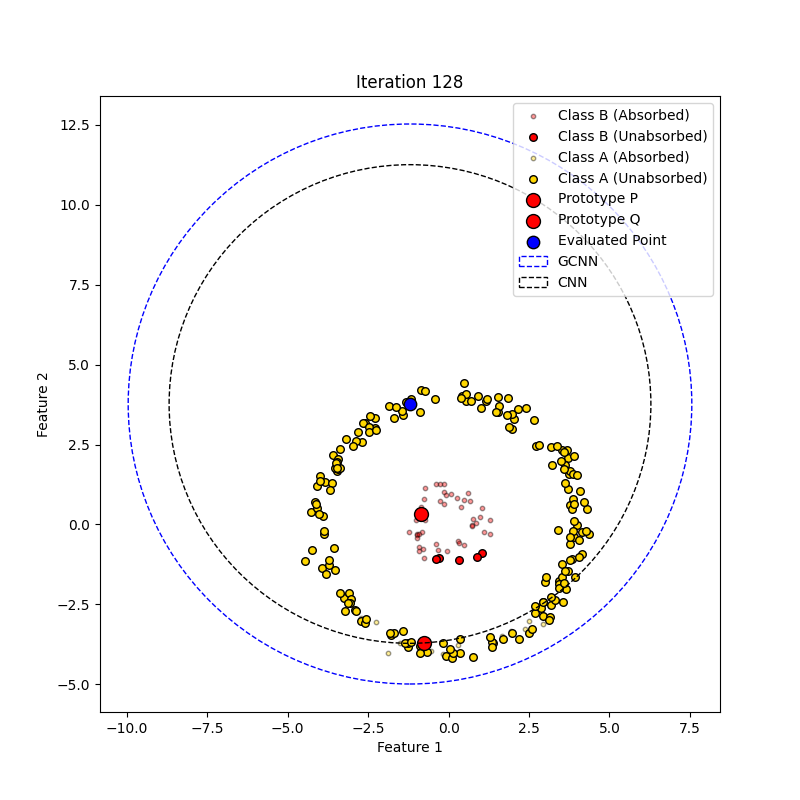 Iteration 128
12.5
10.0
7.5
5.0
2.5
0.0
−2.5
−5.0
Feature 2
−10.0 −7.5 −5.0 −2.5 0.0 2.5 5.0 7.5
Feature 1
Class B (Absorbed)
Class B (Unabsorbed)
Class A (Absorbed)
Class A (Unabsorbed)
Prototype P
Prototype Q
Evaluated Point
GCNN
CNN